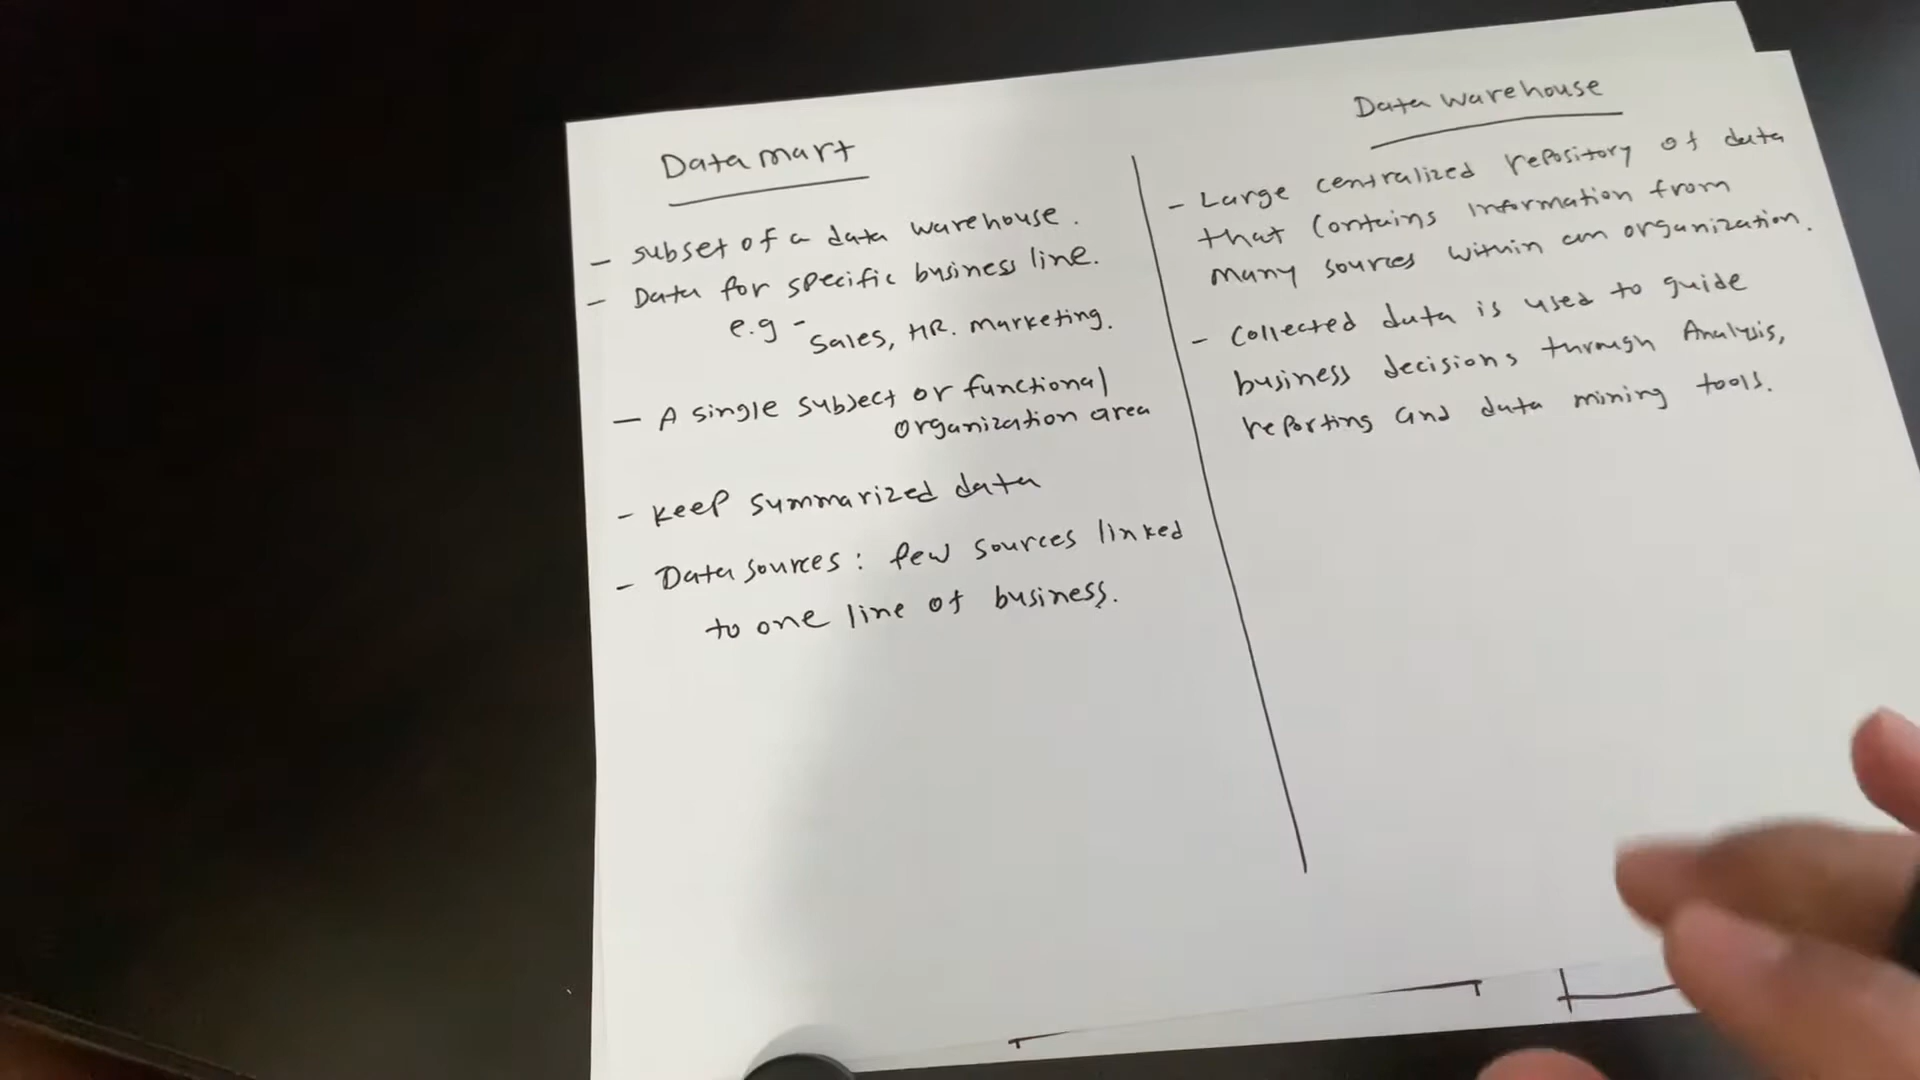 Data mart
- subset of a data warehouse.
- Data for specific business line.
e.g - Sales, HR. marketing.
- A single subject or functional
organization area
- keep summarized data
- Data sources : few sources linked
to one line of business.
Data warehouse
- Large centralized repository of data
that contains information from
many sources within an organization.
- Collected data is used to guide
business decisions through Analysis,
reporting and data mining tools.